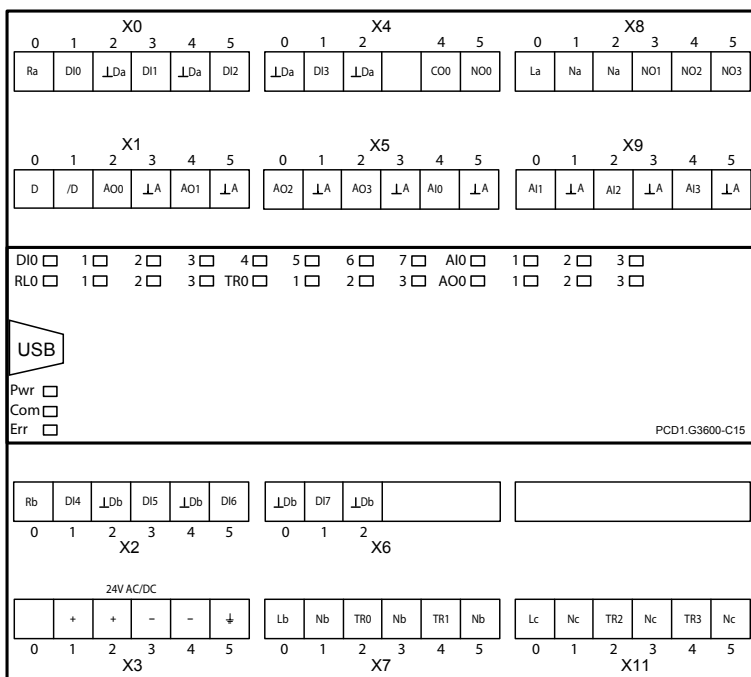 X0 X4 X8
0 1 2 3 4 5 0 1 2 4 5 0 1 2 3 4 5
Ra DI0 ⊥Da DI1 ⊥Da DI2 ⊥Da DI3 ⊥Da CO0 NO0 La Na Na NO1 NO2 NO3
X1 X5 X9
0 1 2 3 4 5 0 1 2 3 4 5 0 1 2 3 4 5
D /D AO0 ⊥A AO1 ⊥A AO2 ⊥A AO3 ⊥A AI0 ⊥A AI1 ⊥A AI2 ⊥A AI3 ⊥A
DI0 1 2 3 4 5 6 7 AI0 1 2 3
RL0 1 2 3 TR0 1 2 3 AO0 1 2 3
USB
Pwr
Com
Err PCD1.G3600-C15
Rb DI4 ⊥Db DI5 ⊥Db DI6 ⊥Db DI7 ⊥Db
0 1 2 3 4 5 0 1 2
X2 X6
24V AC/DC
+ + – – ⏚ Lb Nb TR0 Nb TR1 Nb Lc Nc TR2 Nc TR3 Nc
0 1 2 3 4 5 0 1 2 3 4 5 0 1 2 3 4 5
X3 X7 X11